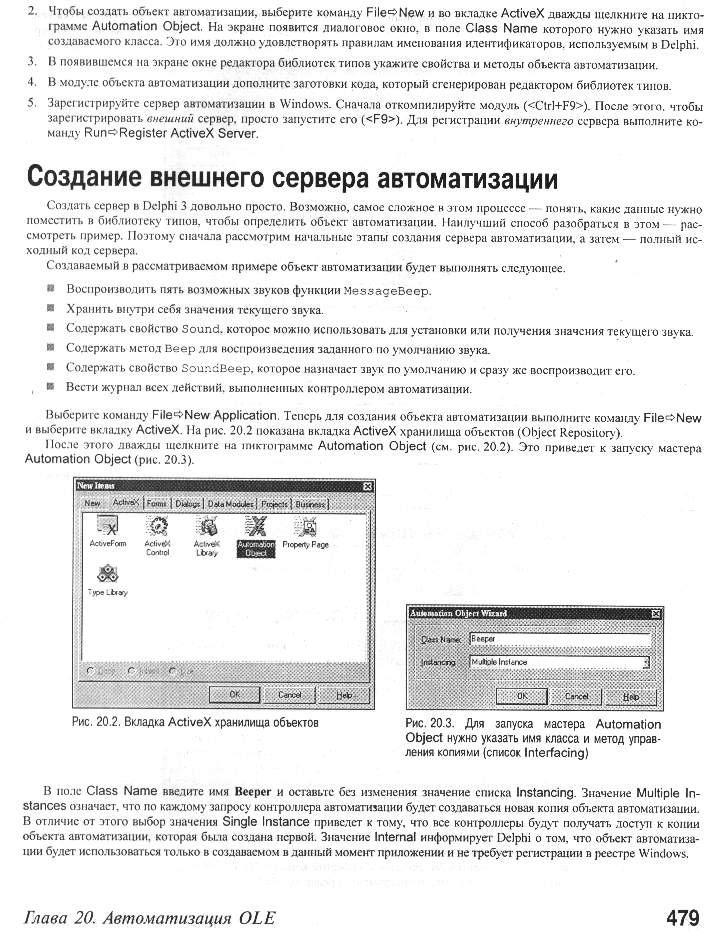 2. Чтобы создать объект автоматизации, выберите команду File⇨New и во вкладке ActiveX дважды щелкните на пикто-
грамме Automation Object. На экране появится диалоговое окно, в поле Class Name которого нужно указать имя
создаваемого класса. Это имя должно удовлетворять правилам именования идентификаторов, используемым в Delphi.
3. В появившемся на экране окне редактора библиотек типов укажите свойства и методы объекта автоматизации.
4. В модуле объекта автоматизации дополните заготовки кода, который сгенерирован редактором библиотек типов.
5. Зарегистрируйте сервер автоматизации в Windows. Сначала откомпилируйте модуль (<Ctrl+F9>). После этого, чтобы
зарегистрировать внешний сервер, просто запустите его (<F9>). Для регистрации внутреннего сервера выполните ко-
манду Run⇨Register ActiveX Server.
Создание внешнего сервера автоматизации
Создать сервер в Delphi 3 довольно просто. Возможно, самое сложное в этом процессе — понять, какие данные нужно
поместить в библиотеку типов, чтобы определить объект автоматизации. Наилучший способ разобраться в этом — рас-
смотреть пример. Поэтому сначала рассмотрим начальные этапы создания сервера автоматизации, а затем — полный ис-
ходный код сервера.
Создаваемый в рассматриваемом примере объект автоматизации будет выполнять следующее.
Воспроизводить пять возможных звуков функции MessageBeep.
Хранить внутри себя значения текущего звука.
Содержать свойство Sound, которое можно использовать для установки или получения значения текущего звука.
Содержать метод Beep для воспроизведения заданного по умолчанию звука.
Содержать свойство SoundBeep, которое назначает звук по умолчанию и сразу же воспроизводит его.
Вести журнал всех действий, выполненных контроллером автоматизации.
Выберите команду File⇨New Application. Теперь для создания объекта автоматизации выполните команду File⇨New
и выберите вкладку ActiveX. На рис. 20.2 показана вкладка ActiveX хранилища объектов (Object Repository).
После этого дважды щелкните на пиктограмме Automation Object (см. рис. 20.2). Это приведет к запуску мастера
Automation Object (рис. 20.3).
New Items
New ActiveX Forms Dialogs Data Modules Projects Business
ActiveForm ActiveX Control ActiveX Library Automation Object Property Page
Type Library
OK Cancel Help
Рис. 20.2. Вкладка ActiveX хранилища объектов
Automation Object Wizard
Class Name: Beeper
Instancing: Multiple Instance
OK Cancel Help
Рис. 20.3. Для запуска мастера Automation
Object нужно указать имя класса и метод управ-
ления копиями (список Interfacing)
В поле Class Name введите имя Beeper и оставьте без изменения значение списка Instancing. Значение Multiple In-
stances означает, что по каждому запросу контроллера автоматизации будет создаваться новая копия объекта автоматизации.
В отличие от этого выбор значения Single Instance приведет к тому, что все контроллеры будут получать доступ к копии
объекта автоматизации, которая была создана первой. Значение Internal информирует Delphi о том, что объект автоматиза-
ции будет использоваться только в создаваемом в данный момент приложении и не требует регистрации в реестре Windows.
Глава 20. Автоматизация OLE
479